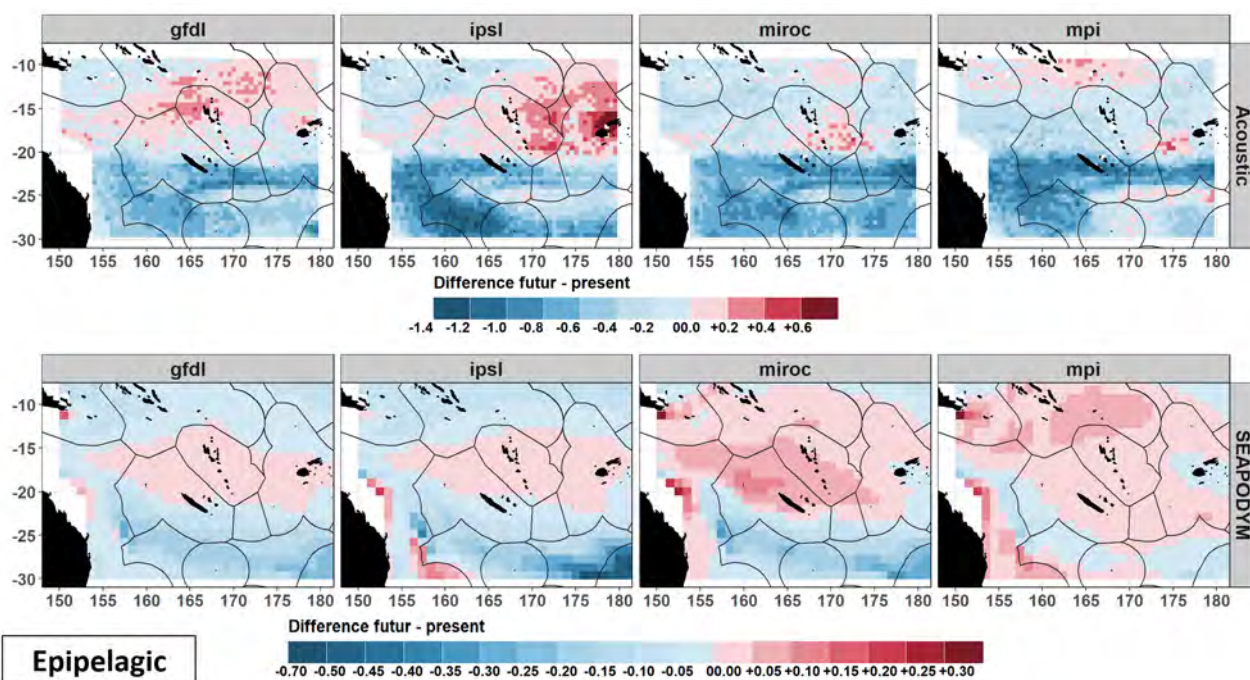 gfdl ipsl miroc mpi
-10
-15
-20
-25
-30
Acoustic
150 155 160 165 170 175 180 150 155 160 165 170 175 180 150 155 160 165 170 175 180 150 155 160 165 170 175 180
Difference futur - present
-1.4 -1.2 -1.0 -0.8 -0.6 -0.4 -0.2 00.0 +0.2 +0.4 +0.6
gfdl ipsl miroc mpi
-10
-15
-20
-25
-30
SEAPODYM
150 155 160 165 170 175 180 150 155 160 165 170 175 180 150 155 160 165 170 175 180 150 155 160 165 170 175 180
Difference futur - present
-0.70 -0.50 -0.45 -0.40 -0.35 -0.30 -0.25 -0.20 -0.15 -0.10 -0.05 00.00 +0.05 +0.10 +0.15 +0.20 +0.25 +0.30
Epipelagic